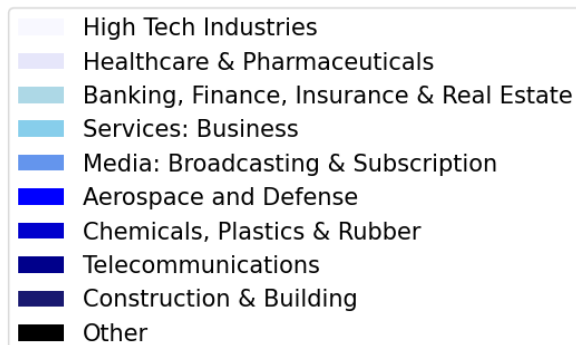 High Tech Industries
Healthcare & Pharmaceuticals
Banking, Finance, Insurance & Real Estate
Services: Business
Media: Broadcasting & Subscription
Aerospace and Defense
Chemicals, Plastics & Rubber
Telecommunications
Construction & Building
Other